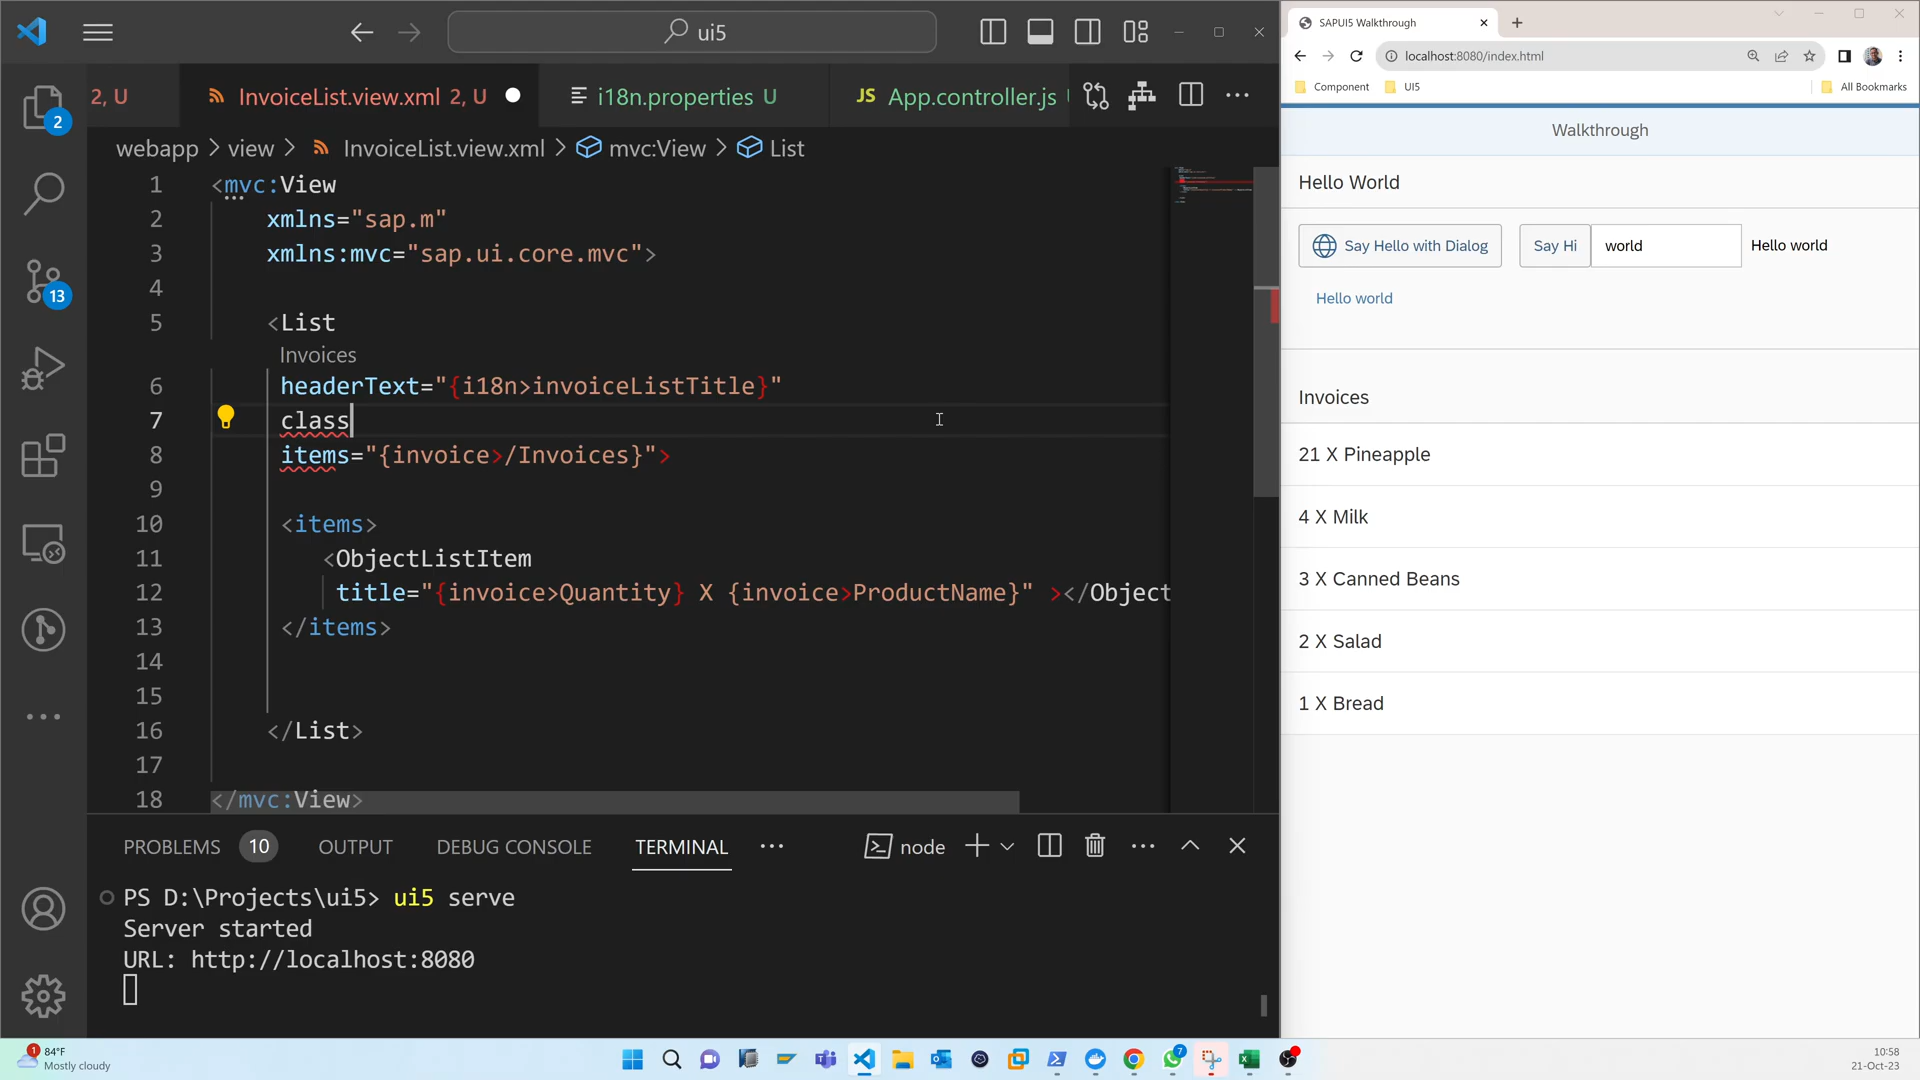 ui5
2, U
InvoiceList.view.xml 2, U
i18n.properties U
JS App.controller.js
webapp > view > InvoiceList.view.xml > mvc:View > List
1 <mvc:View
2 xmlns="sap.m"
3 xmlns:mvc="sap.ui.core.mvc">
4
5 <List
Invoices
6 headerText="{i18n>invoiceListTitle}"
7 class
8 items="{invoice>/Invoices}">
9
10 <items>
11 <ObjectListItem
12 title="{invoice>Quantity} X {invoice>ProductName}" ></Object
13 </items>
14
15
16 </List>
17
18 </mvc:View>
2
13
PROBLEMS 10 OUTPUT DEBUG CONSOLE TERMINAL
node
PS D:\Projects\ui5> ui5 serve
Server started
URL: http://localhost:8080
SAPUI5 Walkthrough
localhost:8080/index.html
Component UI5 All Bookmarks
Walkthrough
Hello World
Say Hello with Dialog Say Hi world Hello world
Hello world
Invoices
21 X Pineapple
4 X Milk
3 X Canned Beans
2 X Salad
1 X Bread
1
84°F
Mostly cloudy
7
10:58
21-Oct-23